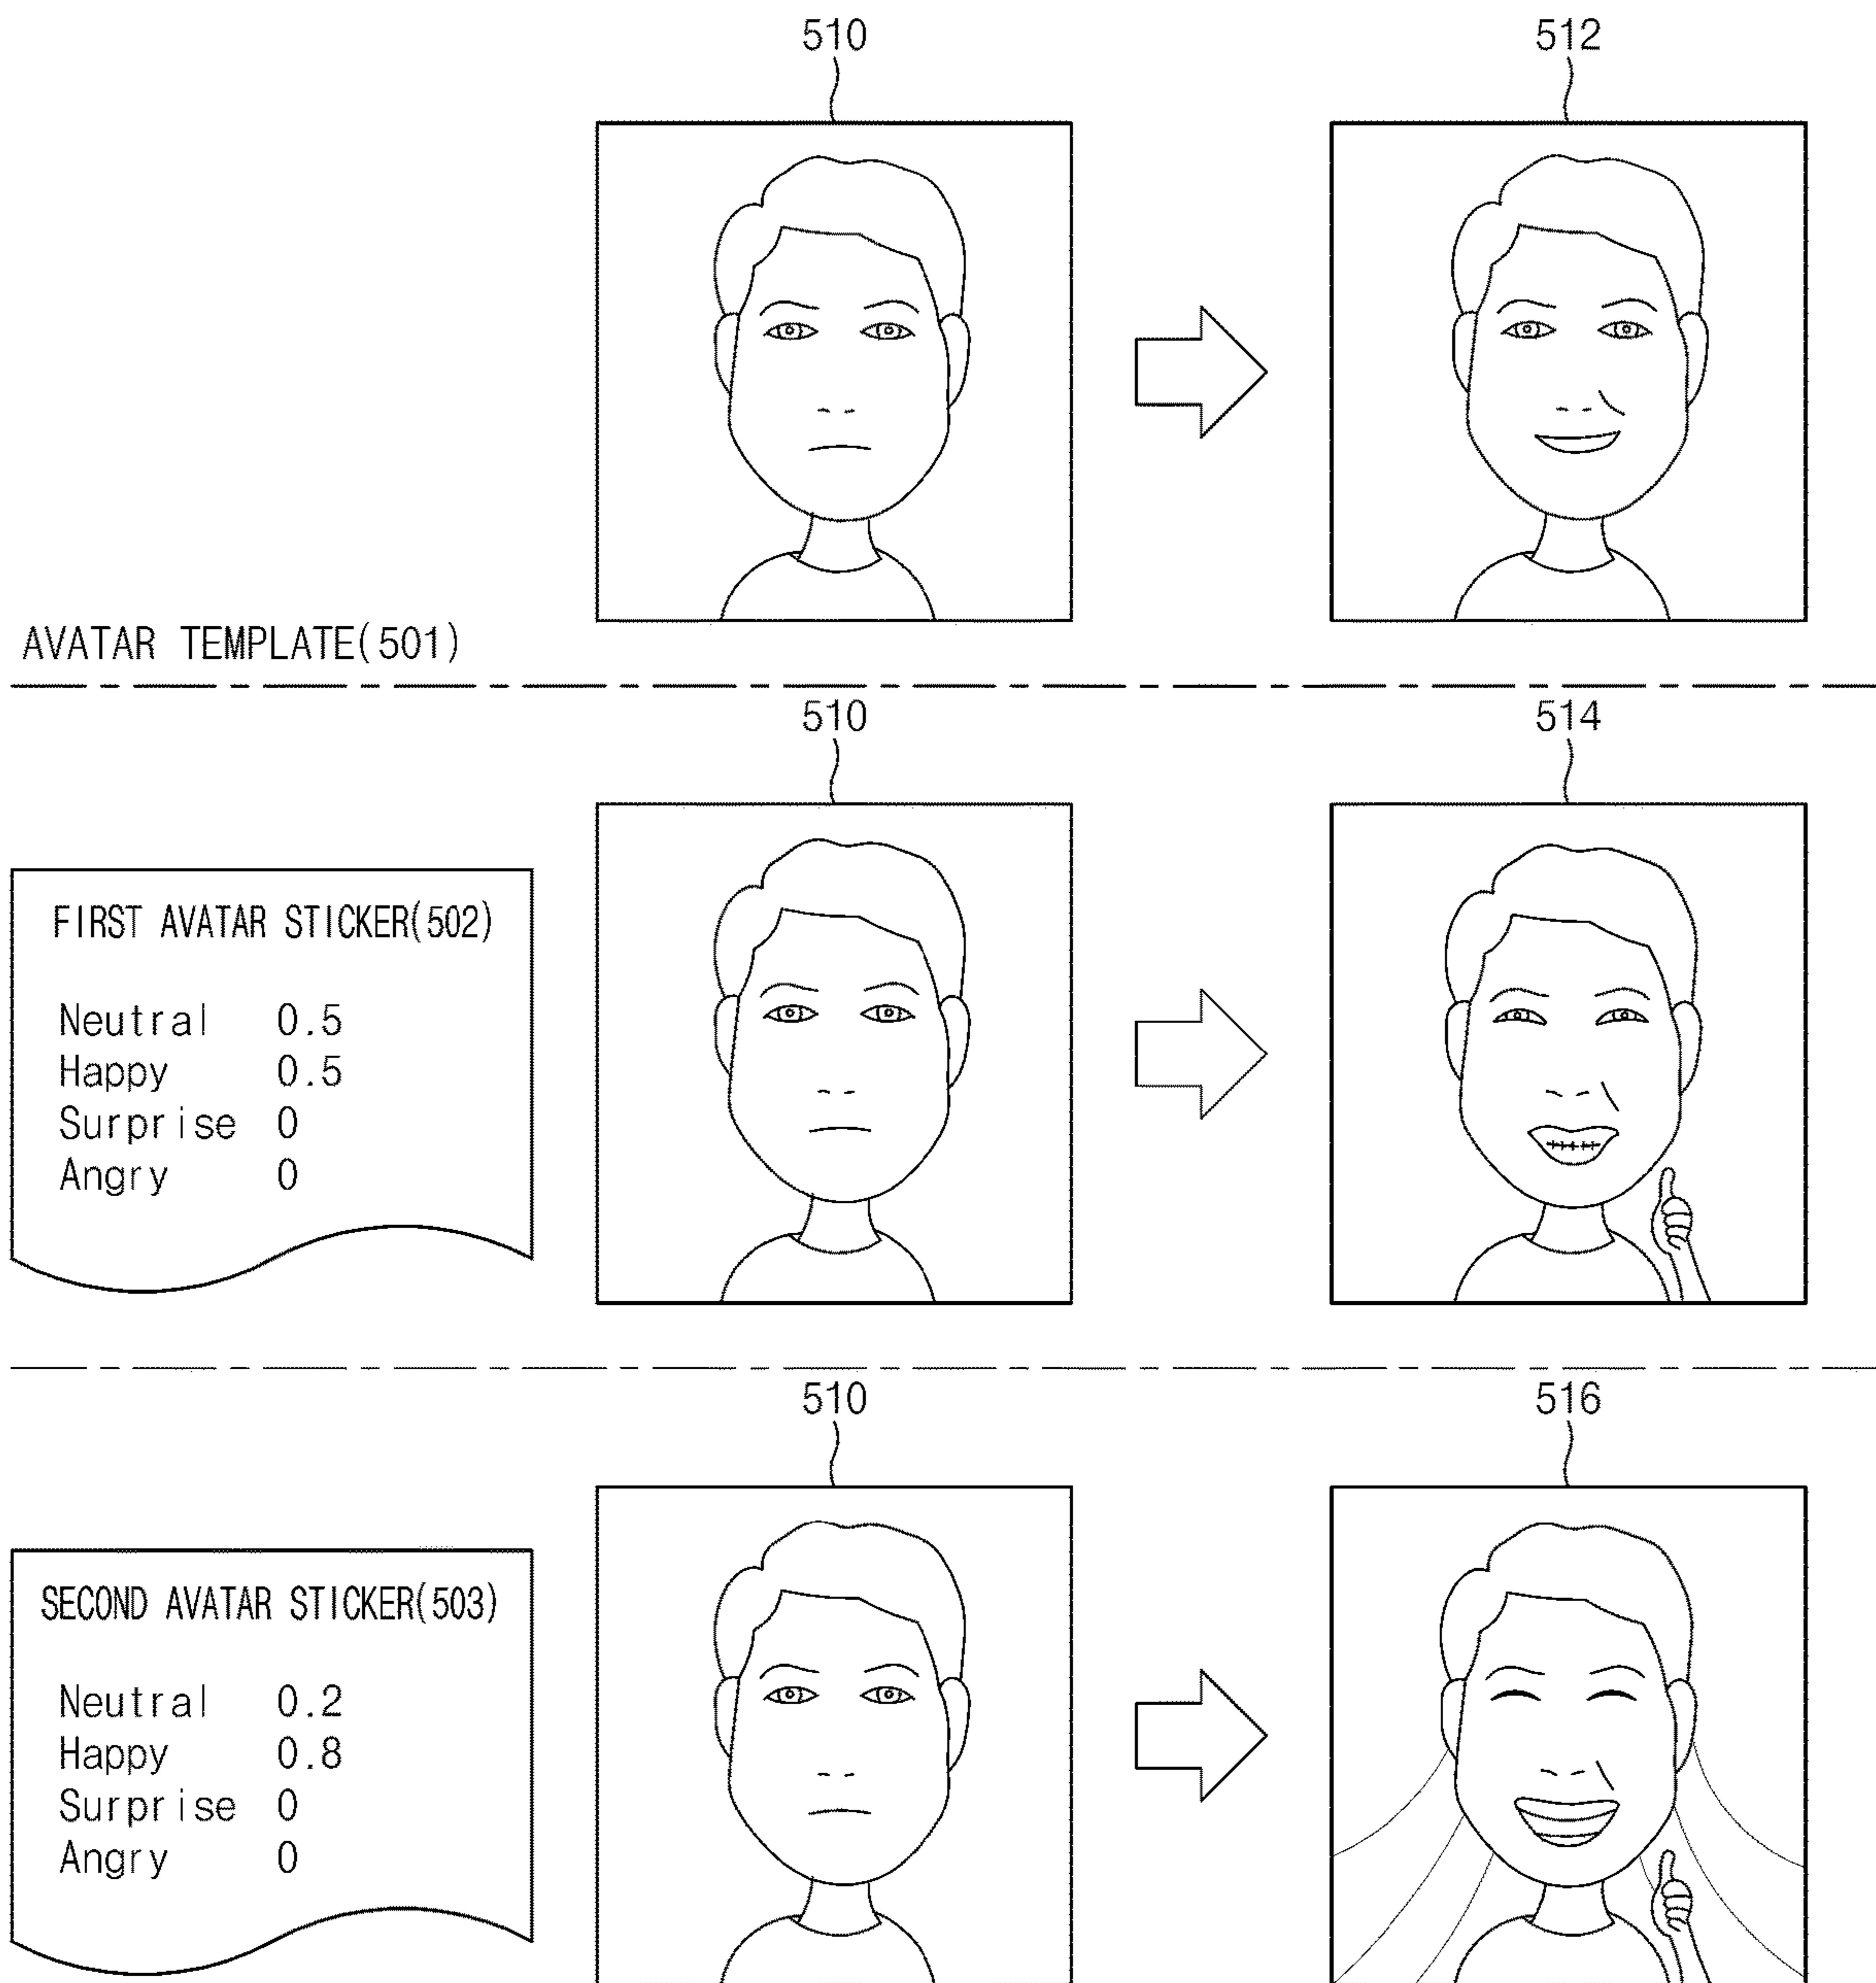 510
512
AVATAR TEMPLATE(501)
510
514
FIRST AVATAR STICKER(502)
Neutral 0.5
Happy 0.5
Surprise 0
Angry 0
510
516
SECOND AVATAR STICKER(503)
Neutral 0.2
Happy 0.8
Surprise 0
Angry 0